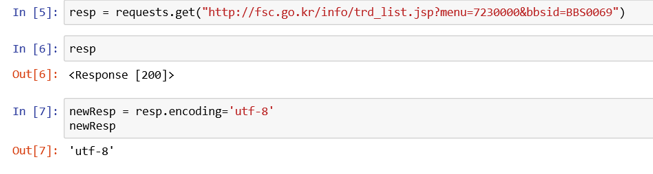 In [5]: resp = requests.get("http://fsc.go.kr/info/trd_list.jsp?menu=7230000&bbsid=BBS0069")
In [6]: resp
Out[6]: <Response [200]>
In [7]: newResp = resp.encoding='utf-8'
newResp
Out[7]: 'utf-8'